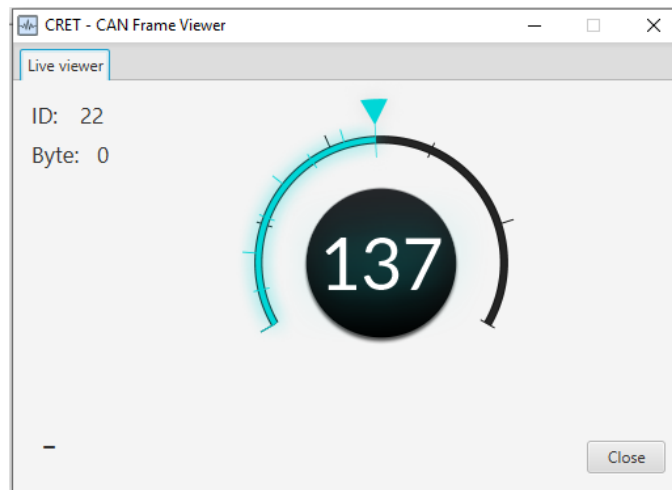 CRET - CAN Frame Viewer
Live viewer
ID: 22
Byte: 0
137
-
Close